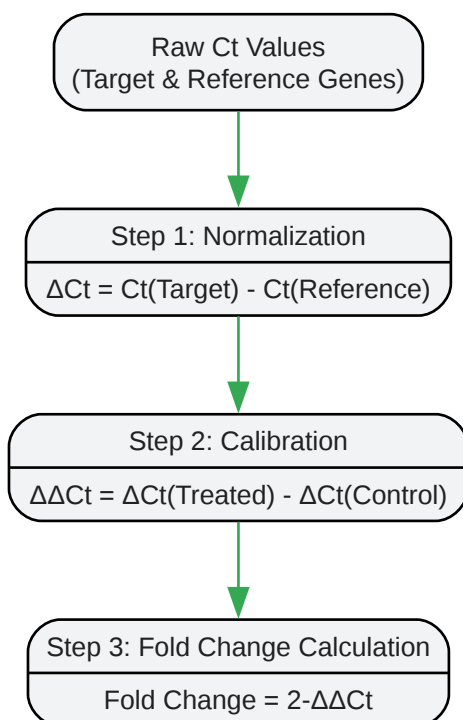 Raw Ct Values
(Target & Reference Genes)
Step 1: Normalization
ΔCt = Ct(Target) - Ct(Reference)
Step 2: Calibration
ΔΔCt = ΔCt(Treated) - ΔCt(Control)
Step 3: Fold Change Calculation
Fold Change = 2-ΔΔCt